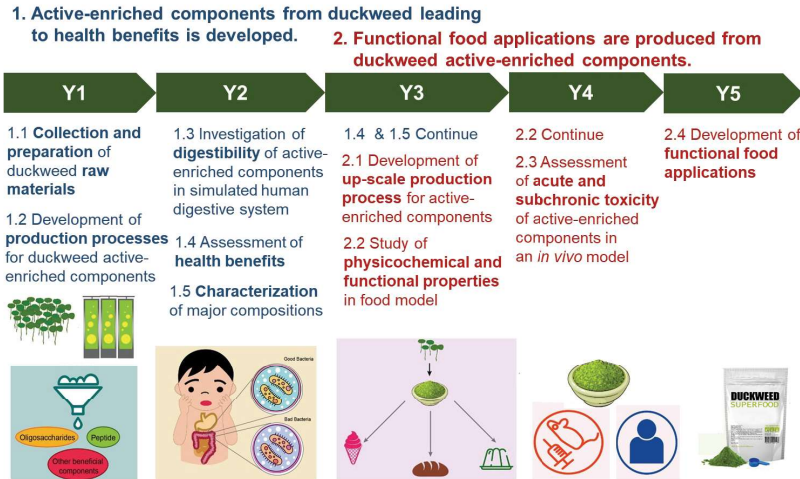 1. Active-enriched components from duckweed leading
to health benefits is developed.
2. Functional food applications are produced from
duckweed active-enriched components.
Y1
Y2
Y3
Y4
Y5
1.1 Collection and
preparation of
duckweed raw
materials
1.2 Development of
production processes
for duckweed active-
enriched components
1.3 Investigation of
digestibility of active-
enriched components
in simulated human
digestive system
1.4 Assessment of
health benefits
1.5 Characterization
of major compositions
1.4 & 1.5 Continue
2.1 Development of
up-scale production
process for active-
enriched components
2.2 Study of
physicochemical and
functional properties
in food model
2.2 Continue
2.3 Assessment
of acute and
subchronic toxicity
of active-enriched
components in
an in vivo model
2.4 Development of
functional food
applications
Oligosaccharides
Peptide
Other beneficial
components
Good Bacteria
Bad Bacteria
DUCKWEED
SUPERFOOD